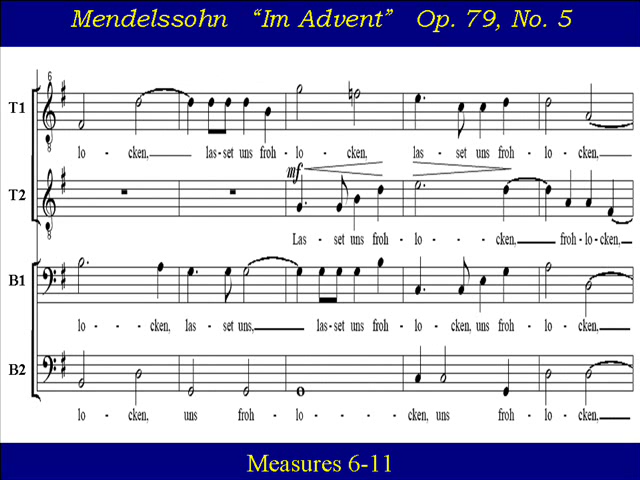 Mendelssohn “Im Advent” Op. 79, No. 5
6
T1
8
lo - - cken, las - set uns froh - lo - cken, las - set uns froh - lo - cken,
mf
T2
8
Las - set uns froh - lo - - cken, froh - lo - cken,
B1
lo - - - cken, las - set uns, las - set uns froh - lo - cken, uns froh - lo - cken,
B2
lo - cken, uns froh - lo - - - cken, uns froh - lo - cken,
Measures 6-11